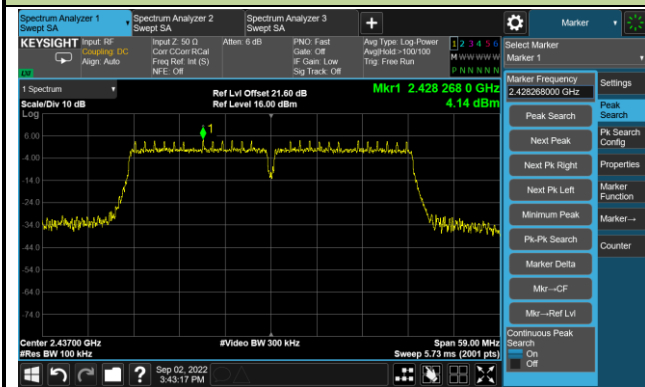 Spectrum Analyzer 1
Swept SA
Spectrum Analyzer 2
Swept SA
Spectrum Analyzer 3
Swept SA
Marker
KEYSIGHT
Input: RF
Coupling: DC
Align: Auto
Input Z: 50 Ω
Corr CCorr RCal
Freq Ref: Int (S)
NFE: Off
Atten: 6 dB
PNO: Fast
Gate: Off
IF Gain: Low
Sig Track: Off
Avg Type: Log-Power
Avg|Hold:>100/100
Trig: Free Run
1 2 3 4 5 6
M W W W W W
P N N N N N
Select Marker
Marker 1
LXI
1 Spectrum
Scale/Div 10 dB
Log
Ref Lvl Offset 21.60 dB
Ref Level 16.00 dBm
Mkr1 2.428 268 0 GHz
4.14 dBm
1
6.00
-4.00
-14.0
-24.0
-34.0
-44.0
-54.0
-64.0
-74.0
Center 2.43700 GHz
#Res BW 100 kHz
#Video BW 300 kHz
Span 59.00 MHz
Sweep 5.73 ms (2001 pts)
Marker Frequency
2.428268000 GHz
Peak Search
Next Peak
Next Pk Right
Next Pk Left
Minimum Peak
Pk-Pk Search
Marker Delta
Mkr→CF
Mkr→Ref Lvl
Continuous Peak
Search
On
Off
Settings
Peak
Search
Pk Search
Config
Properties
Marker
Function
Marker→
Counter
Sep 02, 2022
3:43:17 PM